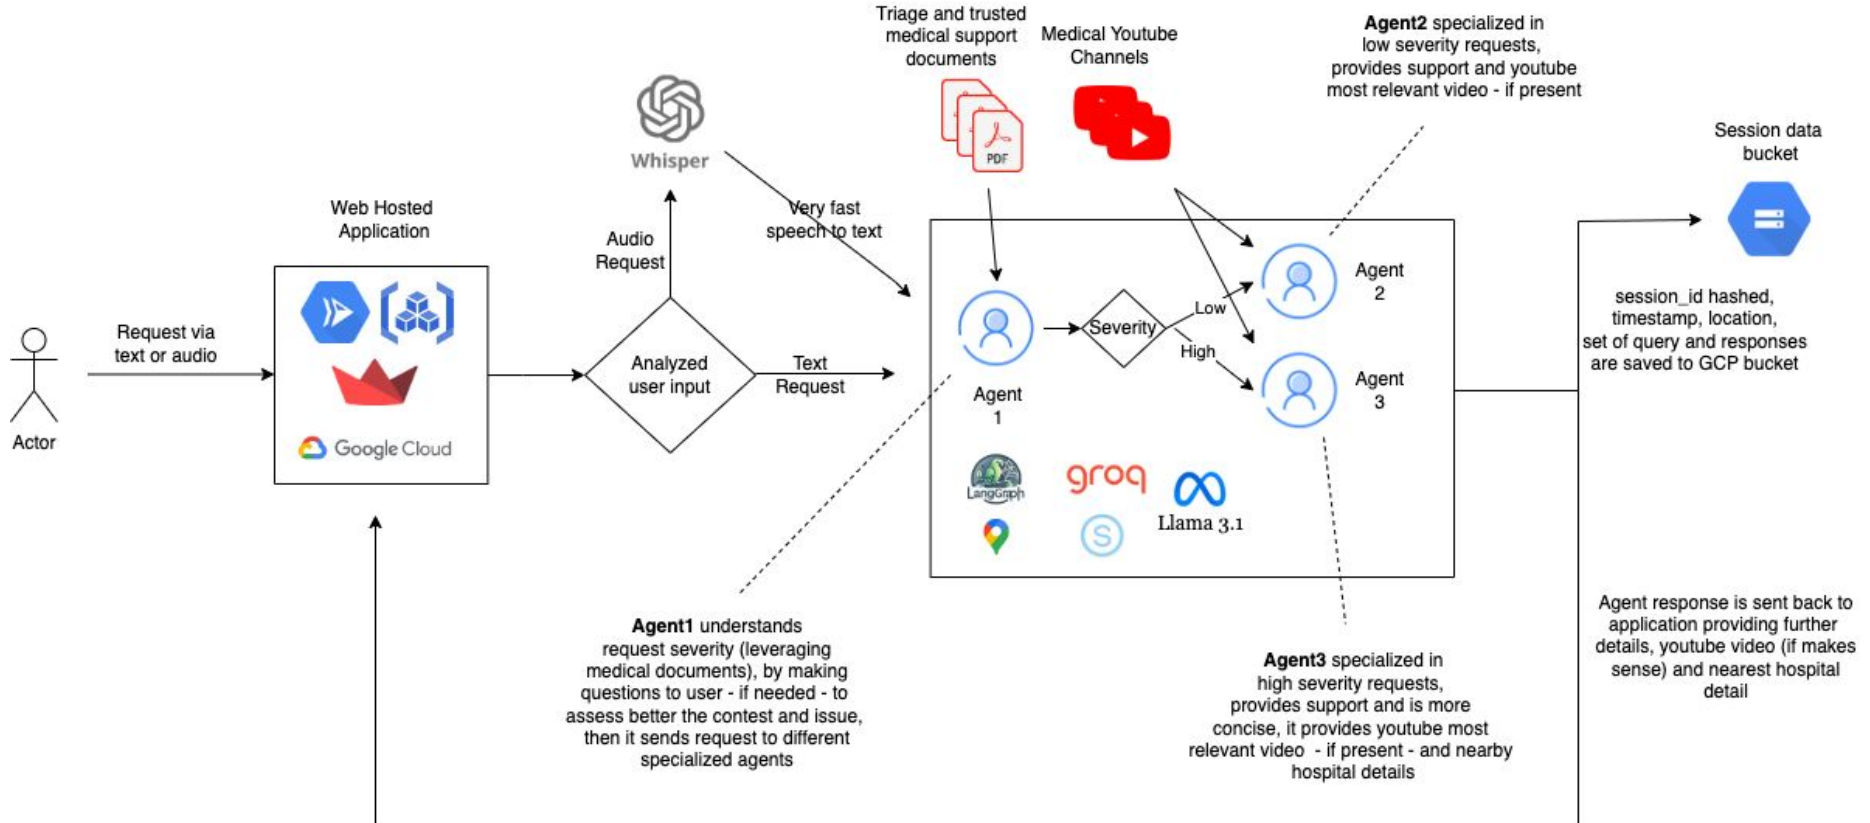 Triage and trusted
medical support
documents
Medical Youtube
Channels
Agent2 specialized in
low severity requests,
provides support and youtube
most relevant video - if present
PDF
Whisper
Session data
bucket
Web Hosted
Application
Very fast
speech to text
Audio
Request
Agent
2
Low
Severity
High
Agent
3
Agent
1
session_id hashed,
timestamp, location,
set of query and responses
are saved to GCP bucket
Request via
text or audio
Analyzed
user input
Text
Request
Actor
Google Cloud
LangGraph
groq
Llama 3.1
S
Agent1 understands
request severity (leveraging
medical documents), by making
questions to user - if needed - to
assess better the contest and issue,
then it sends request to different
specialized agents
Agent3 specialized in
high severity requests,
provides support and is more
concise, it provides youtube most
relevant video - if present - and nearby
hospital details
Agent response is sent back to
application providing further
details, youtube video (if makes
sense) and nearest hospital
detail